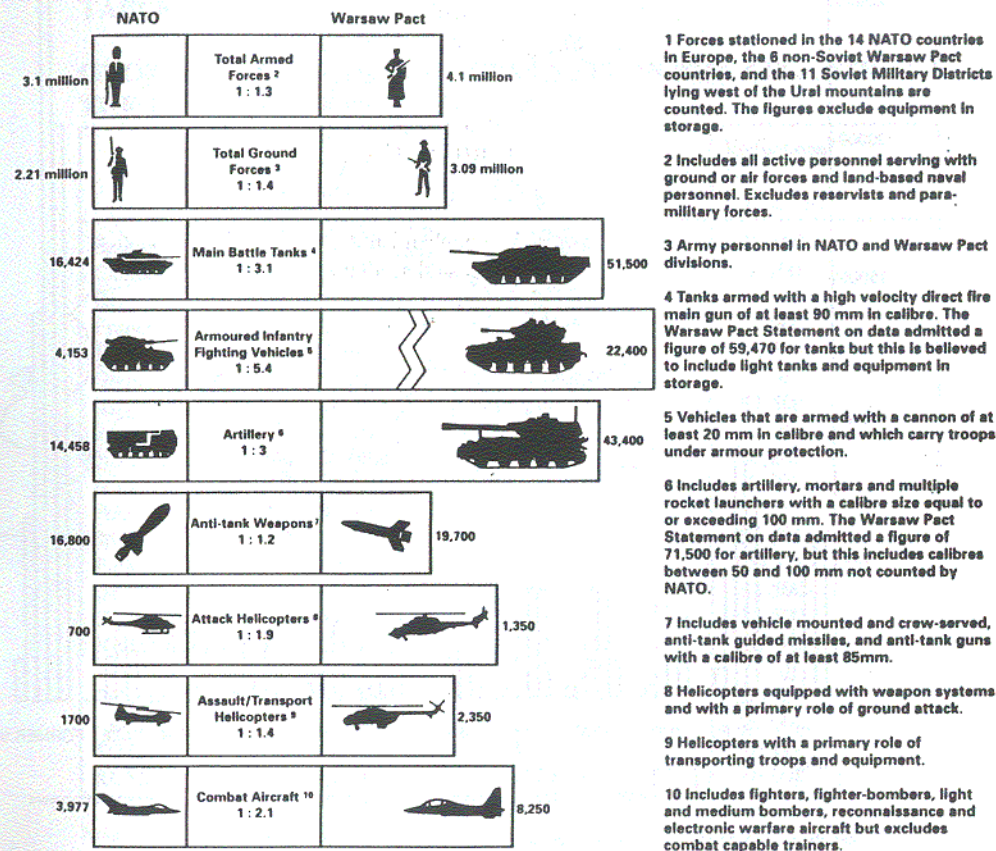 NATO
Warsaw Pact
3.1 million
Total Armed
Forces 2
1 : 1.3
4.1 million
2.21 million
Total Ground
Forces 3
1 : 1.4
3.09 million
16,424
Main Battle Tanks 4
1 : 3.1
51,500
4,153
Armoured Infantry
Fighting Vehicles 5
1 : 5.4
22,400
14,458
Artillery 6
1 : 3
43,400
16,800
Anti-tank Weapons 7
1 : 1.2
19,700
700
Attack Helicopters 8
1 : 1.9
1,350
1700
Assault/Transport
Helicopters 9
1 : 1.4
2,350
3,977
Combat Aircraft 10
1 : 2.1
8,250
1 Forces stationed in the 14 NATO countries
in Europe, the 6 non-Soviet Warsaw Pact
countries, and the 11 Soviet Military Districts
lying west of the Ural mountains are
counted. The figures exclude equipment in
storage.
2 Includes all active personnel serving with
ground or air forces and land-based naval
personnel. Excludes reservists and para-
military forces.
3 Army personnel in NATO and Warsaw Pact
divisions.
4 Tanks armed with a high velocity direct fire
main gun of at least 90 mm in calibre. The
Warsaw Pact Statement on data admitted a
figure of 59,470 for tanks but this is believed
to include light tanks and equipment in
storage.
5 Vehicles that are armed with a cannon of at
least 20 mm in calibre and which carry troops
under armour protection.
6 Includes artillery, mortars and multiple
rocket launchers with a calibre size equal to
or exceeding 100 mm. The Warsaw Pact
Statement on data admitted a figure of
71,500 for artillery, but this includes calibres
between 50 and 100 mm not counted by
NATO.
7 Includes vehicle mounted and crew-served,
anti-tank guided missiles, and anti-tank guns
with a calibre of at least 85mm.
8 Helicopters equipped with weapon systems
and with a primary role of ground attack.
9 Helicopters with a primary role of
transporting troops and equipment.
10 Includes fighters, fighter-bombers, light
and medium bombers, reconnaissance and
electronic warfare aircraft but excludes
combat capable trainers.